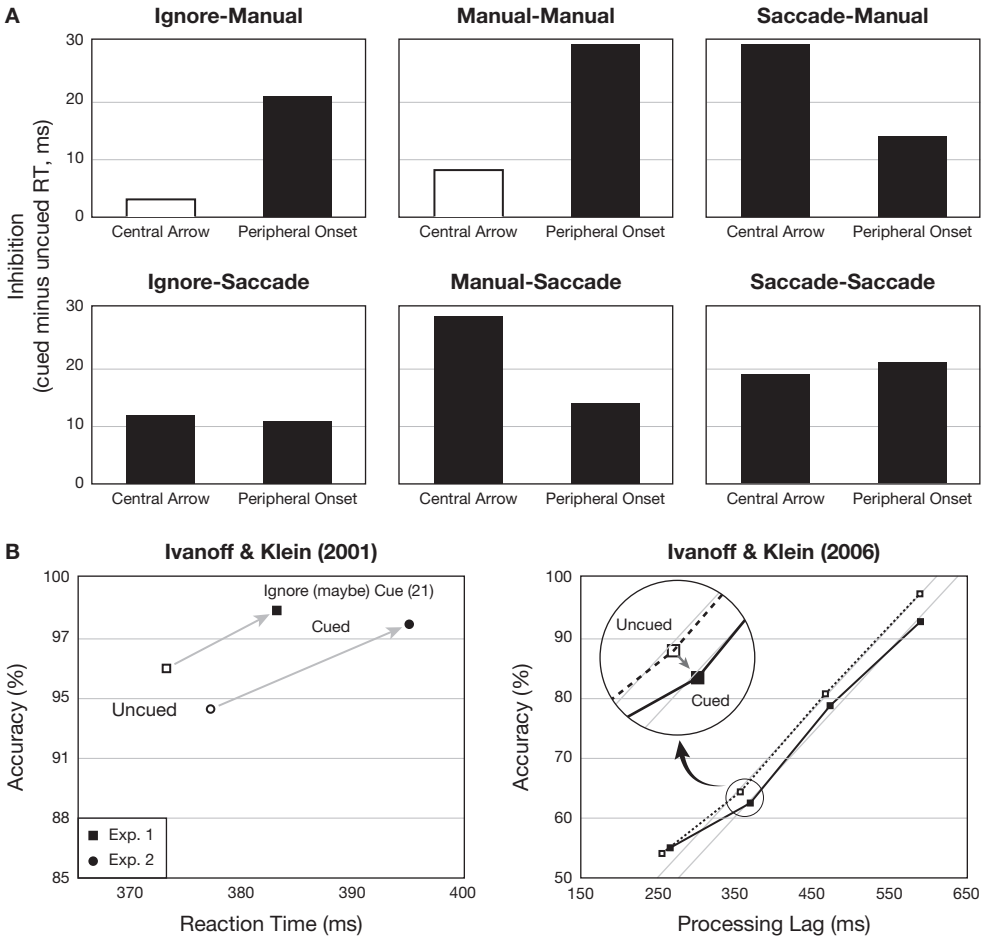 A
Ignore-Manual Manual-Manual Saccade-Manual
Inhibition
(cued minus uncued RT, ms)
30
20
10
0
Central Arrow Peripheral Onset Central Arrow Peripheral Onset Central Arrow Peripheral Onset
Ignore-Saccade Manual-Saccade Saccade-Saccade
30
20
10
0
Central Arrow Peripheral Onset Central Arrow Peripheral Onset Central Arrow Peripheral Onset
B
Ivanoff & Klein (2001)
Accuracy (%)
100
97
95
91
88
85
Ignore (maybe) Cue (21)
Cued
Uncued
Exp. 1
Exp. 2
370 380 390 400
Reaction Time (ms)
Ivanoff & Klein (2006)
Accuracy (%)
100
90
80
70
60
50
Uncued
Cued
150 250 350 450 550 650
Processing Lag (ms)